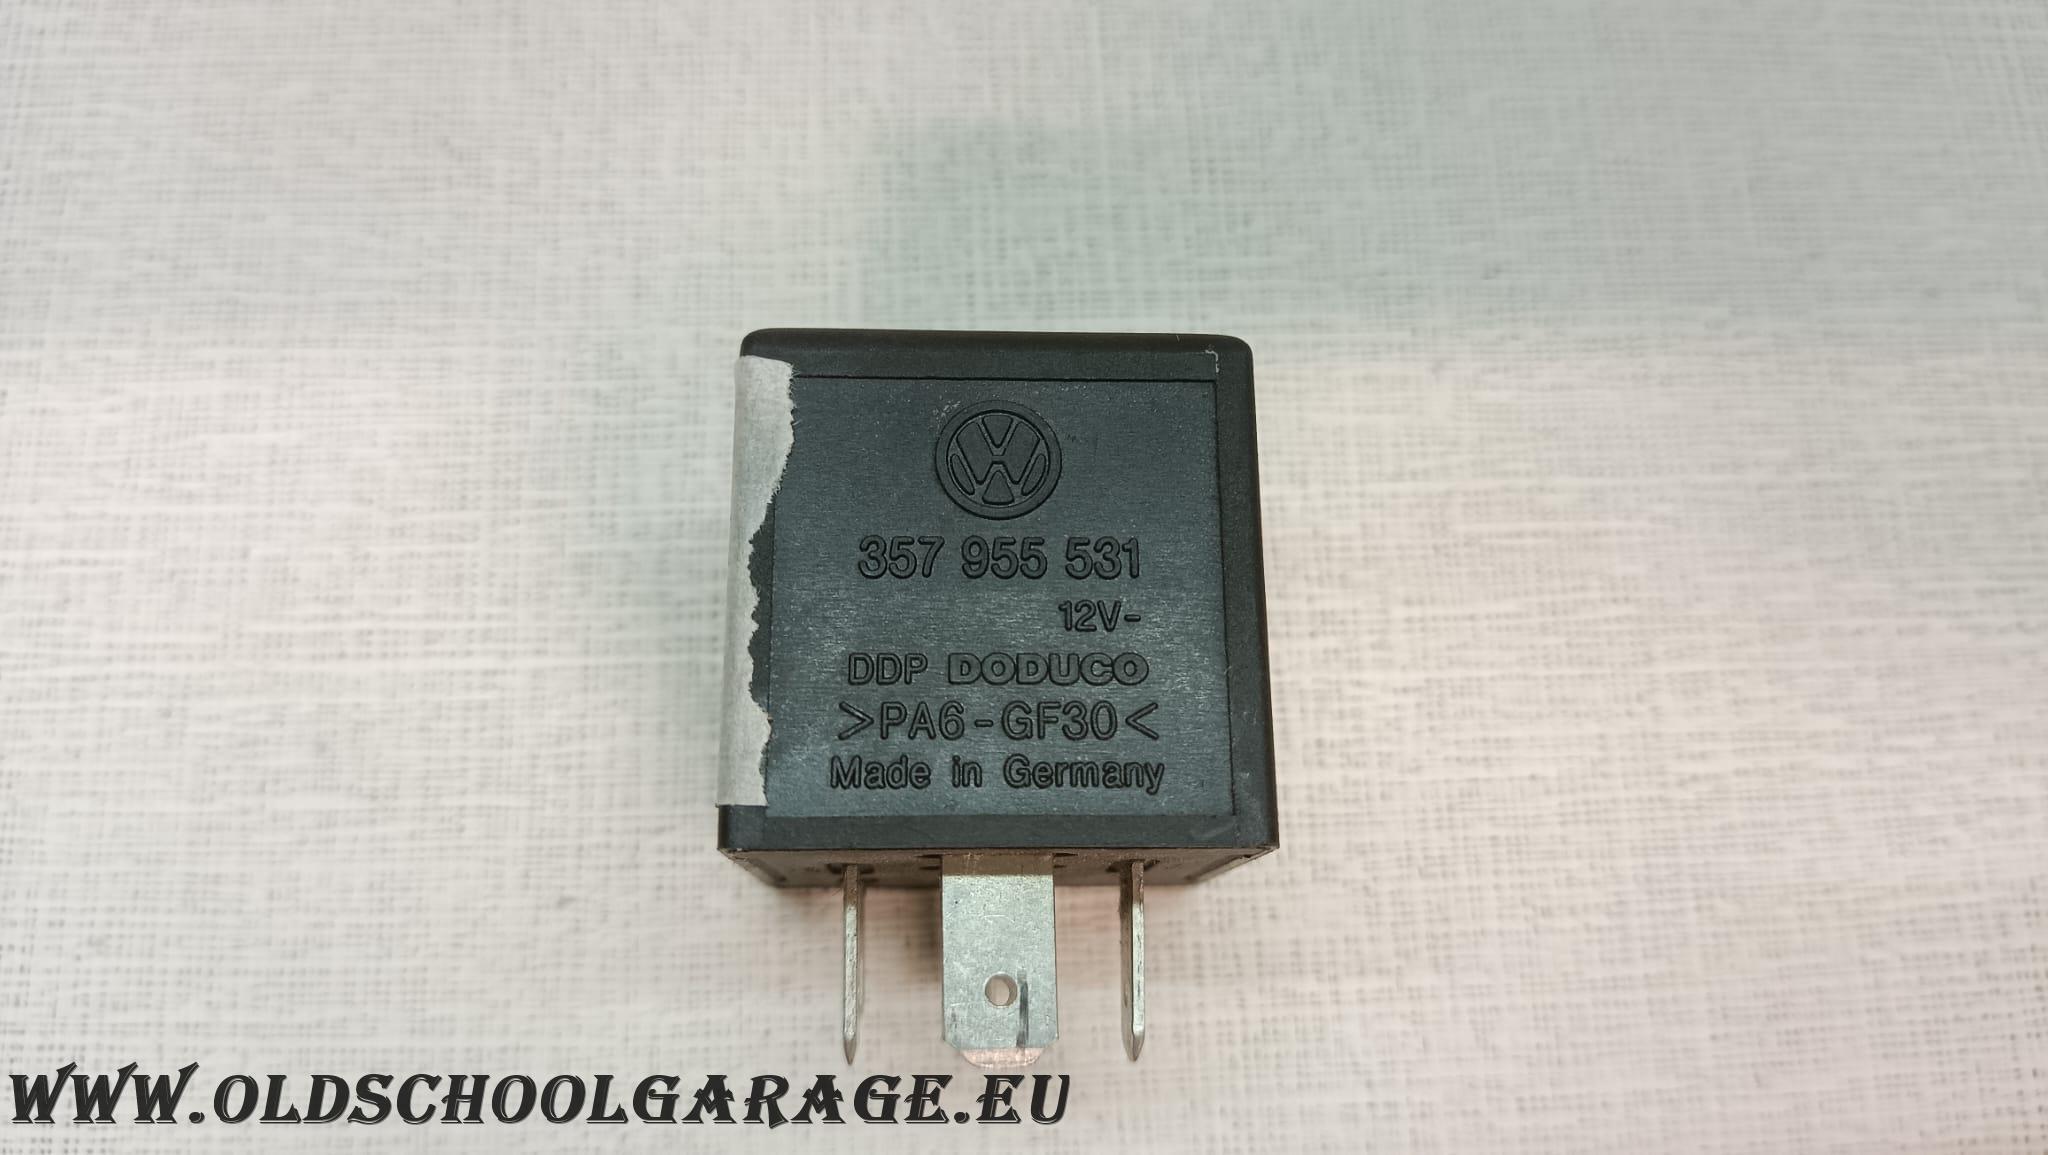 357 955 531
12V-
DDP DODUCO
>PA6-GF30<
Made in Germany
WWW.OLDSCHOOLGARAGE.EU